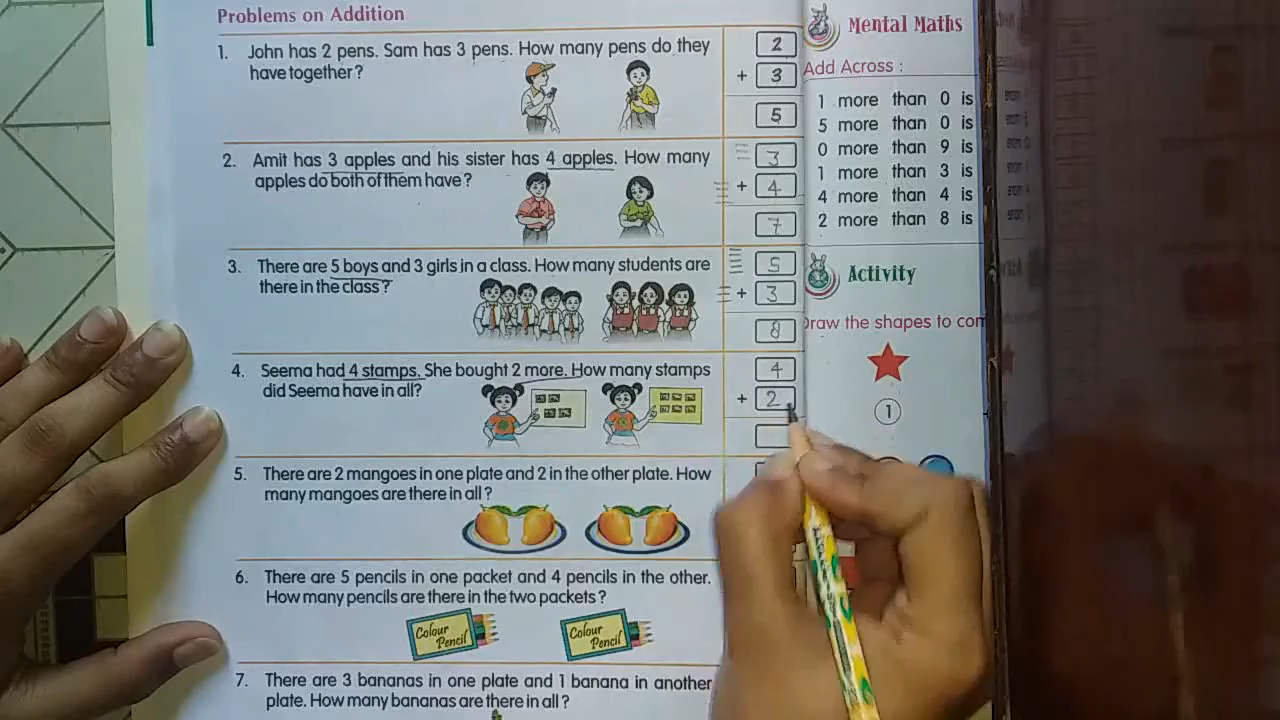 Problems on Addition
1. John has 2 pens. Sam has 3 pens. How many pens do they
have together?
2
+ 3
5
2. Amit has 3 apples and his sister has 4 apples. How many
apples do both of them have?
3
+ 4
7
3. There are 5 boys and 3 girls in a class. How many students are
there in the class?
5
+ 3
8
4. Seema had 4 stamps. She bought 2 more. How many stamps
did Seema have in all?
4
+ 2
5. There are 2 mangoes in one plate and 2 in the other plate. How
many mangoes are there in all?
6. There are 5 pencils in one packet and 4 pencils in the other.
How many pencils are there in the two packets?
Colour
Pencil
Colour
Pencil
7. There are 3 bananas in one plate and 1 banana in another
plate. How many bananas are there in all?
Mental Maths
Add Across :
1 more than 0 is
5 more than 0 is
0 more than 9 is
1 more than 3 is
4 more than 4 is
2 more than 8 is
Activity
Draw the shapes to com
1